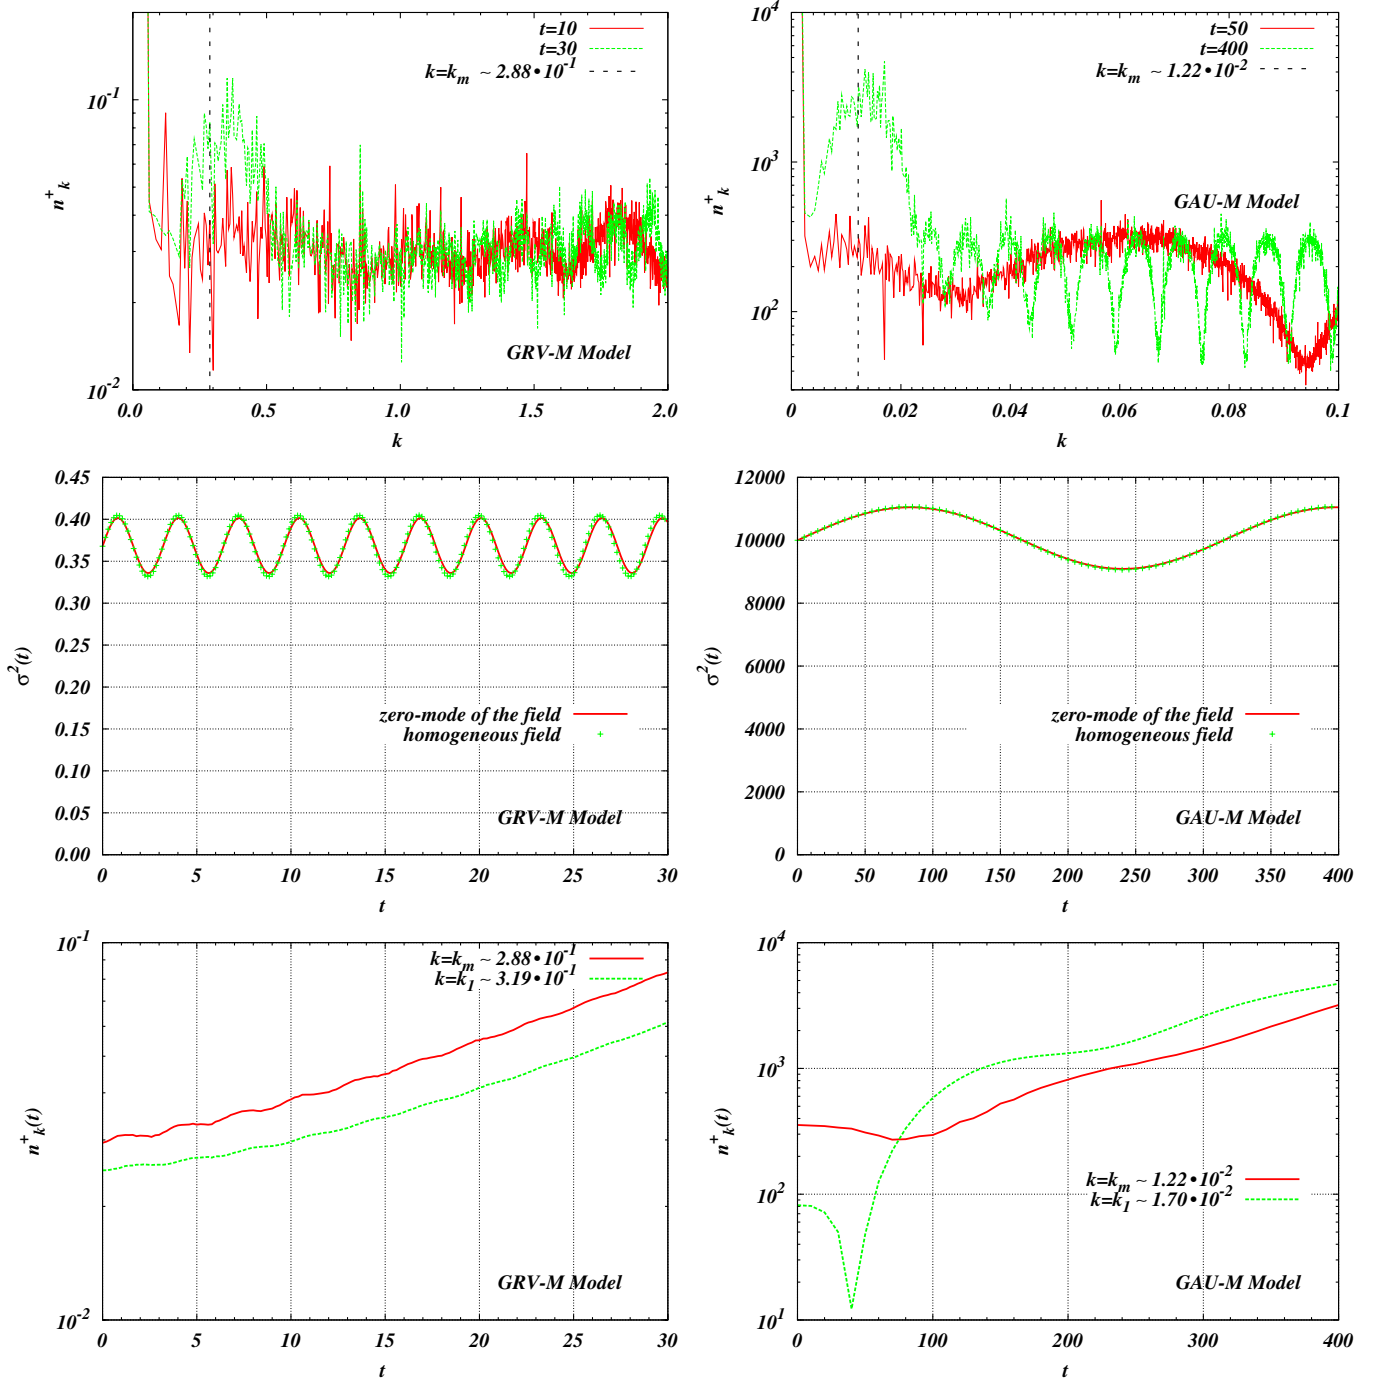 10^-1
10^-2
n^+_k
0.0 0.5 1.0 1.5 2.0
k
t=10
t=30
k=k_m ~ 2.88•10^-1
GRV-M Model
10^4
10^3
10^2
n^+_k
0 0.02 0.04 0.06 0.08 0.1
k
t=50
t=400
k=k_m ~ 1.22•10^-2
GAU-M Model
0.45
0.40
0.35
0.30
0.25
0.20
0.15
0.10
0.05
0.00
σ^2(t)
0 5 10 15 20 25 30
t
zero-mode of the field
homogeneous field
GRV-M Model
12000
10000
8000
6000
4000
2000
0
σ^2(t)
0 50 100 150 200 250 300 350 400
t
zero-mode of the field
homogeneous field
GAU-M Model
10^-1
10^-2
n^+_k(t)
0 5 10 15 20 25 30
t
k=k_m ~ 2.88•10^-1
k=k_1 ~ 3.19•10^-1
GRV-M Model
10^4
10^3
10^2
10^1
n^+_k(t)
0 100 200 300 400
t
k=k_m ~ 1.22•10^-2
k=k_1 ~ 1.70•10^-2
GAU-M Model